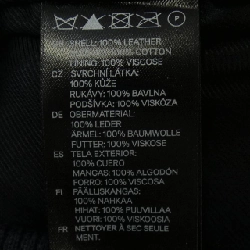 SHELL: 100% LEATHER
100% COTTON
LINING: 100% VISCOSE
CZ SVRCHNI LÁTKA:
100% KŮŽE
RUKÁVY: 100% BAVLNA
PODŠÍVKA: 100% VISKÓZA
DE OBERMATERIAL:
100% LEDER
ÄRMEL: 100% BAUMWOLLE
FUTTER: 100% VISKOSE
ES TELA EXTERIOR:
100% CUERO
MANGAS: 100% ALGODÓN
FORRO: 100% VISCOSA
FI PÄÄLLISKANGAS:
100% NAHKAA
HIHAT: 100% PUUVILLAA
VUORI: 100% VISKOOSIA
FR NETTOYER À SEC SEULE
MENT.